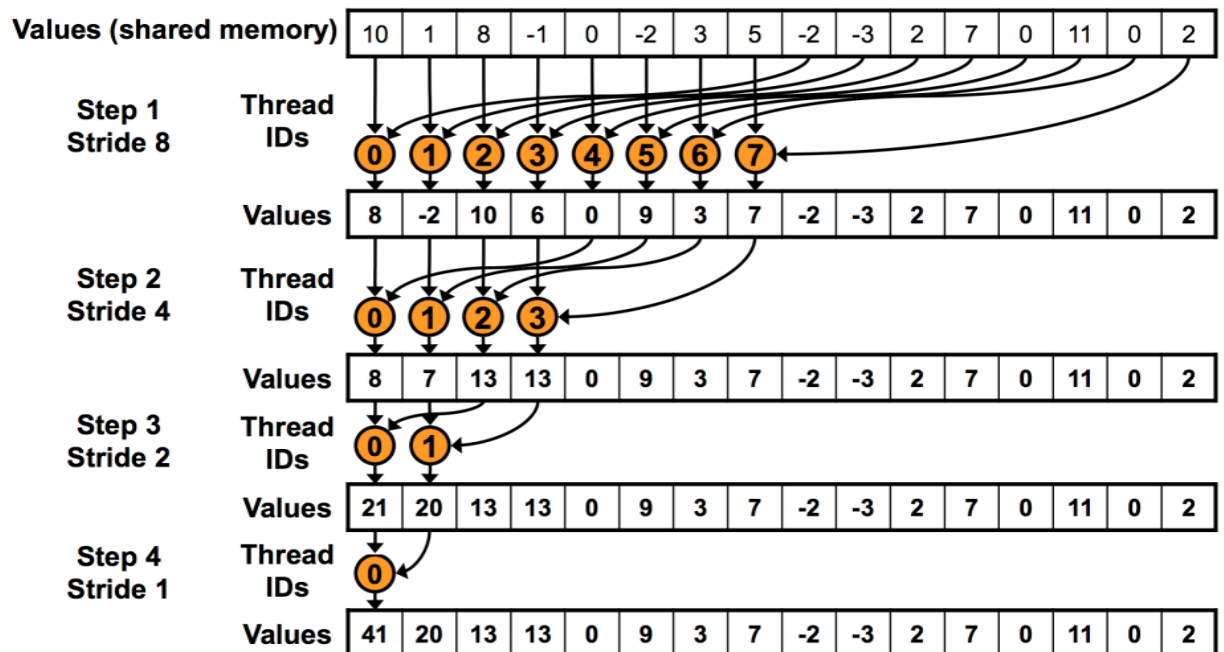 Values (shared memory) 10 1 8 -1 0 -2 3 5 -2 -3 2 7 0 11 0 2
Step 1 Thread
Stride 8 IDs
0 1 2 3 4 5 6 7
Values 8 -2 10 6 0 9 3 7 -2 -3 2 7 0 11 0 2
Step 2 Thread
Stride 4 IDs
0 1 2 3
Values 8 7 13 13 0 9 3 7 -2 -3 2 7 0 11 0 2
Step 3 Thread
Stride 2 IDs
0 1
Values 21 20 13 13 0 9 3 7 -2 -3 2 7 0 11 0 2
Step 4 Thread
Stride 1 IDs
0
Values 41 20 13 13 0 9 3 7 -2 -3 2 7 0 11 0 2